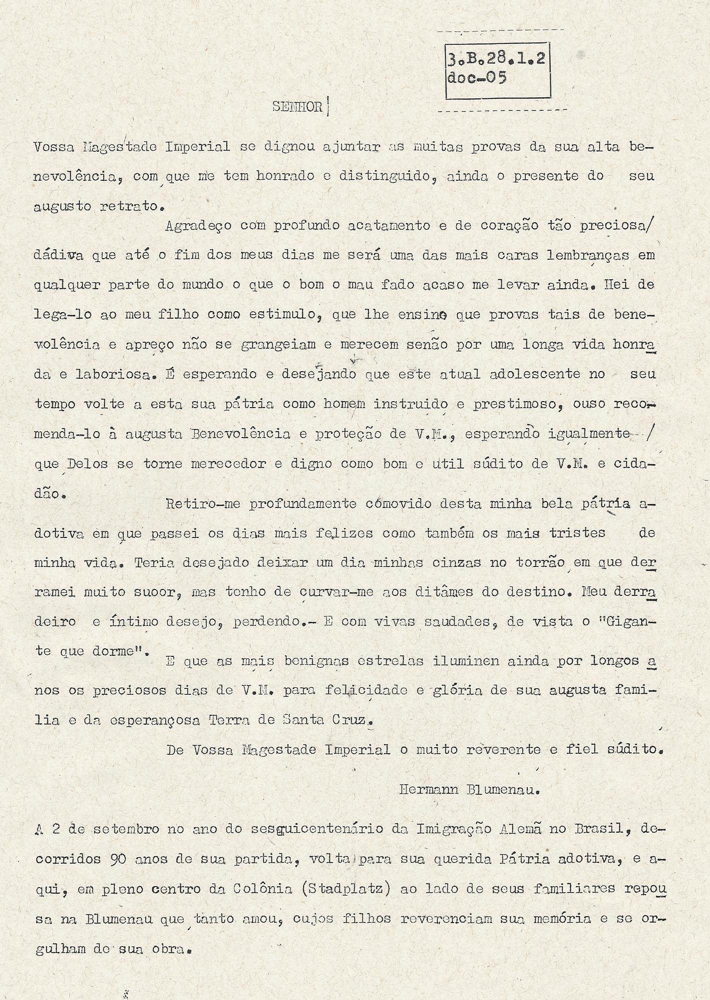 3.B.28.1.2
doc-05
SENHOR|
Vossa Magestade Imperial se dignou ajuntar as muitas provas da sua alta be-
nevolência, com que me tem honrado e distinguido, ainda o presente do seu
augusto retrato.
Agradeço com profundo acatamento e de coração tão preciosa/
dádiva que até o fim dos meus dias me será uma das mais caras lembranças em
qualquer parte do mundo o que o bom o mau fado acaso me levar ainda. Hei de
lega-lo ao meu filho como estimulo, que lhe ensine que provas tais de bene-
volência e apreço não se grangeiam e merecem senão por uma longa vida honra
da e laboriosa. É esperando e desejando que este atual adolescente no seu
tempo volte a esta sua pátria como homem instruido e prestimoso, ouso reco-
menda-lo à augusta Benevolência e proteção de V.M., esperando igualmente /
que Delos se torne merecedor e digno como bom e util súdito de V.M. e cida-
dão.
Retiro-me profundamente cómovido desta minha bela pátria a-
dotiva em que passei os dias mais felizes como também os mais tristes de
minha vida. Teria desejado deixar um dia minhas cinzas no torrão em que der
ramei muito suoor, mas tenho de curvar-me aos ditâmes do destino. Meu derra
deiro e íntimo desejo, perdendo.- E com vivas saudades, de vista o "Gigan-
te que dorme".
E que as mais benignas estrelas iluminen ainda por longos a
nos os preciosos dias de V.M. para felicidade e glória de sua augusta fami-
lia e da esperançosa Terra de Santa Cruz.
De Vossa Magestade Imperial o muito reverente e fiel súdito.
Hermann Blumenau.
A 2 de setembro no ano do sesquicentenário da Imigração Alemã no Brasil, de-
corridos 90 anos de sua partida, volta para sua querida Pátria adotiva, e a-
qui, em pleno centro da Colônia (Stadplatz) ao lado de seus familiares repou
sa na Blumenau que tanto amou, cujos filhos reverenciam sua memória e se or-
gulham de sua obra.